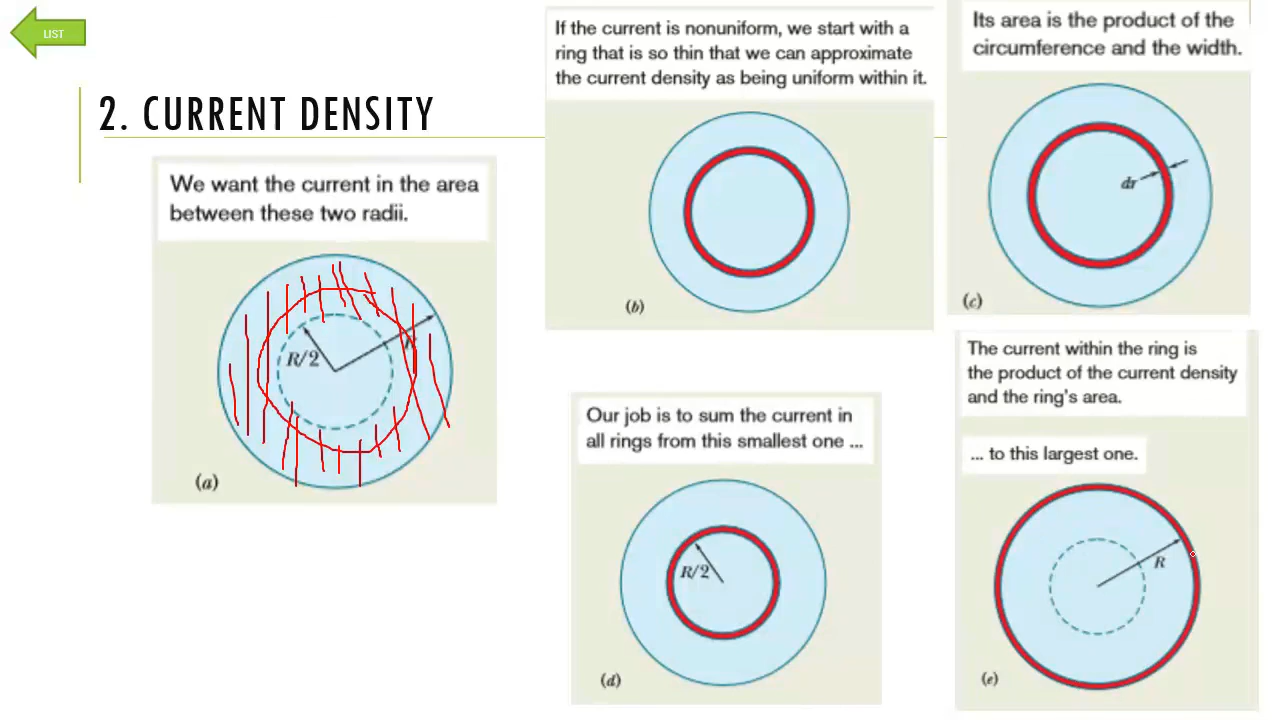 LIST
2. CURRENT DENSITY
We want the current in the area
between these two radii.
R/2
R
(a)
If the current is nonuniform, we start with a
ring that is so thin that we can approximate
the current density as being uniform within it.
(b)
Its area is the product of the
circumference and the width.
dr
(c)
Our job is to sum the current in
all rings from this smallest one ...
R/2
(d)
The current within the ring is
the product of the current density
and the ring's area.
... to this largest one.
R
(e)